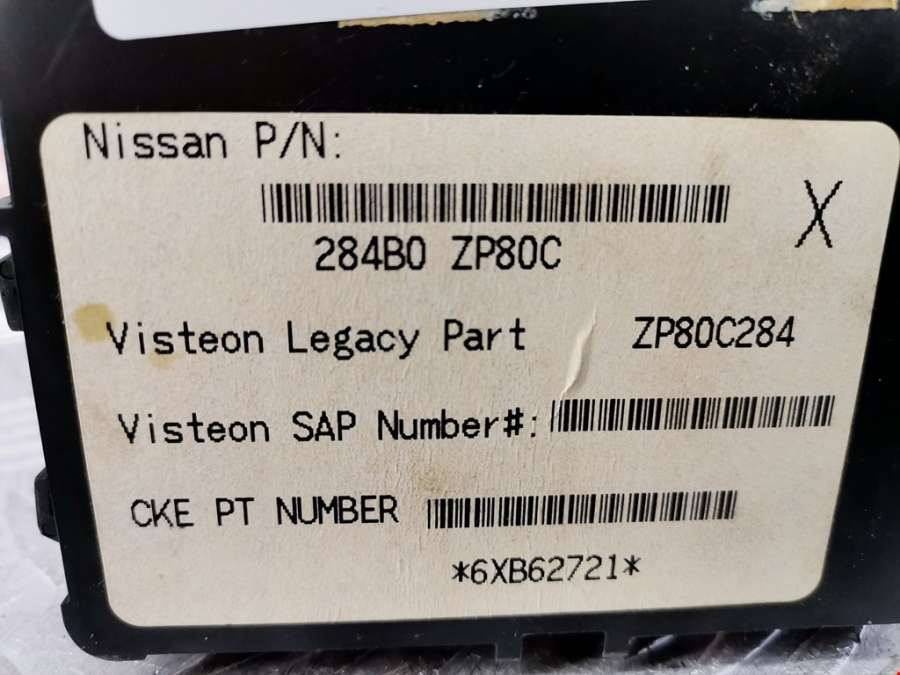 Nissan P/N:
X
284B0 ZP80C
Visteon Legacy Part ZP80C284
Visteon SAP Number#:
CKE PT NUMBER
*6XB62721*